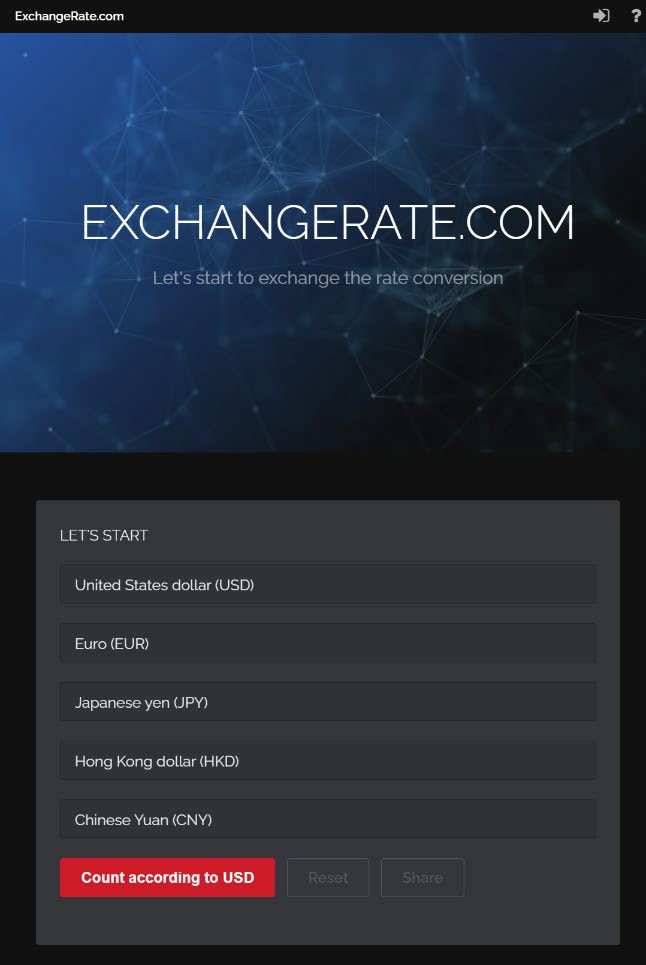 ExchangeRate.com
?
EXCHANGERATE.COM
Let's start to exchange the rate conversion
LET'S START
United States dollar (USD)
Euro (EUR)
Japanese yen (JPY)
Hong Kong dollar (HKD)
Chinese Yuan (CNY)
Count according to USD
Reset
Share